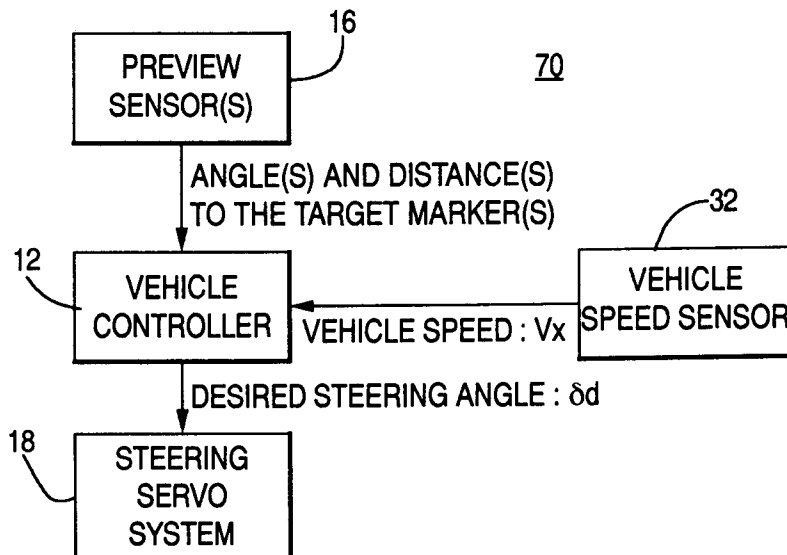 16
PREVIEW
SENSOR(S)
70
ANGLE(S) AND DISTANCE(S)
TO THE TARGET MARKER(S)
32
12
VEHICLE
CONTROLLER
VEHICLE SPEED : Vx
VEHICLE
SPEED SENSOR
DESIRED STEERING ANGLE : δd
18
STEERING
SERVO
SYSTEM